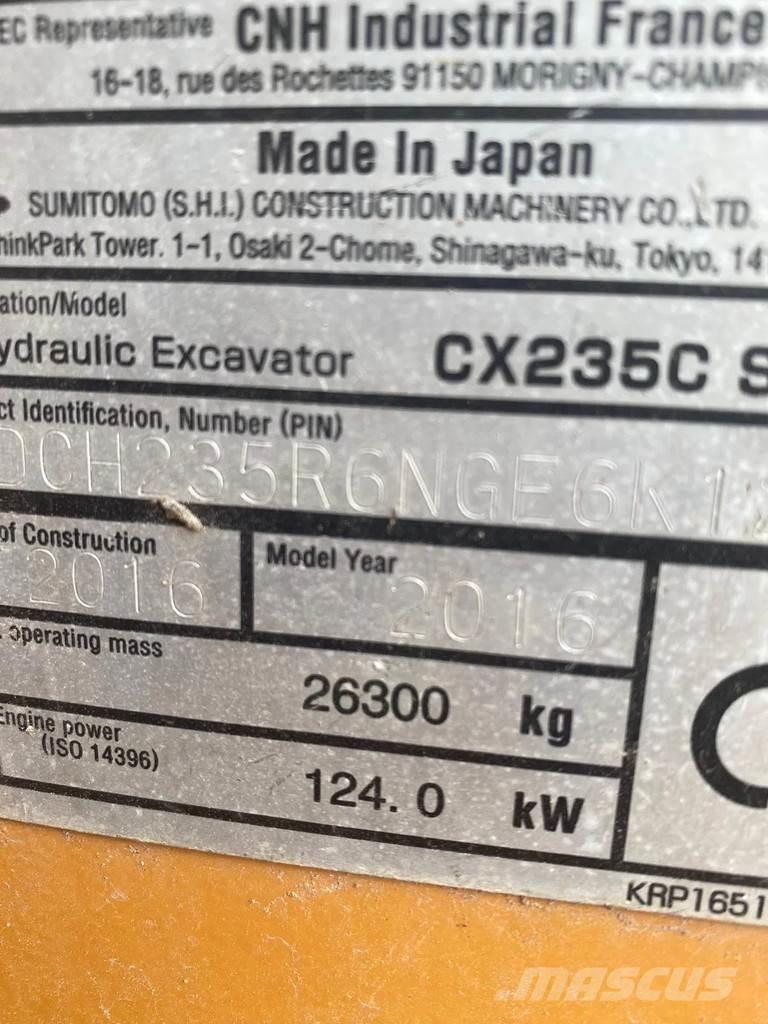 EC Representative CNH Industrial France
16-18, rue des Rochettes 91150 MORIGNY-CHAMP
Made In Japan
SUMITOMO (S.H.I.) CONSTRUCTION MACHINERY CO., LTD.
hinkPark Tower. 1-1, Osaki 2-Chome, Shinagawa-ku, Tokyo, 14
ation/Model
ydraulic Excavator CX235C S
ct Identification, Number (PIN)
DCH235R6NGE6K1
of Construction Model Year
2016 2016
operating mass
26300 kg
Engine power
(ISO 14396)
124.0 kW
KRP1651
mascus